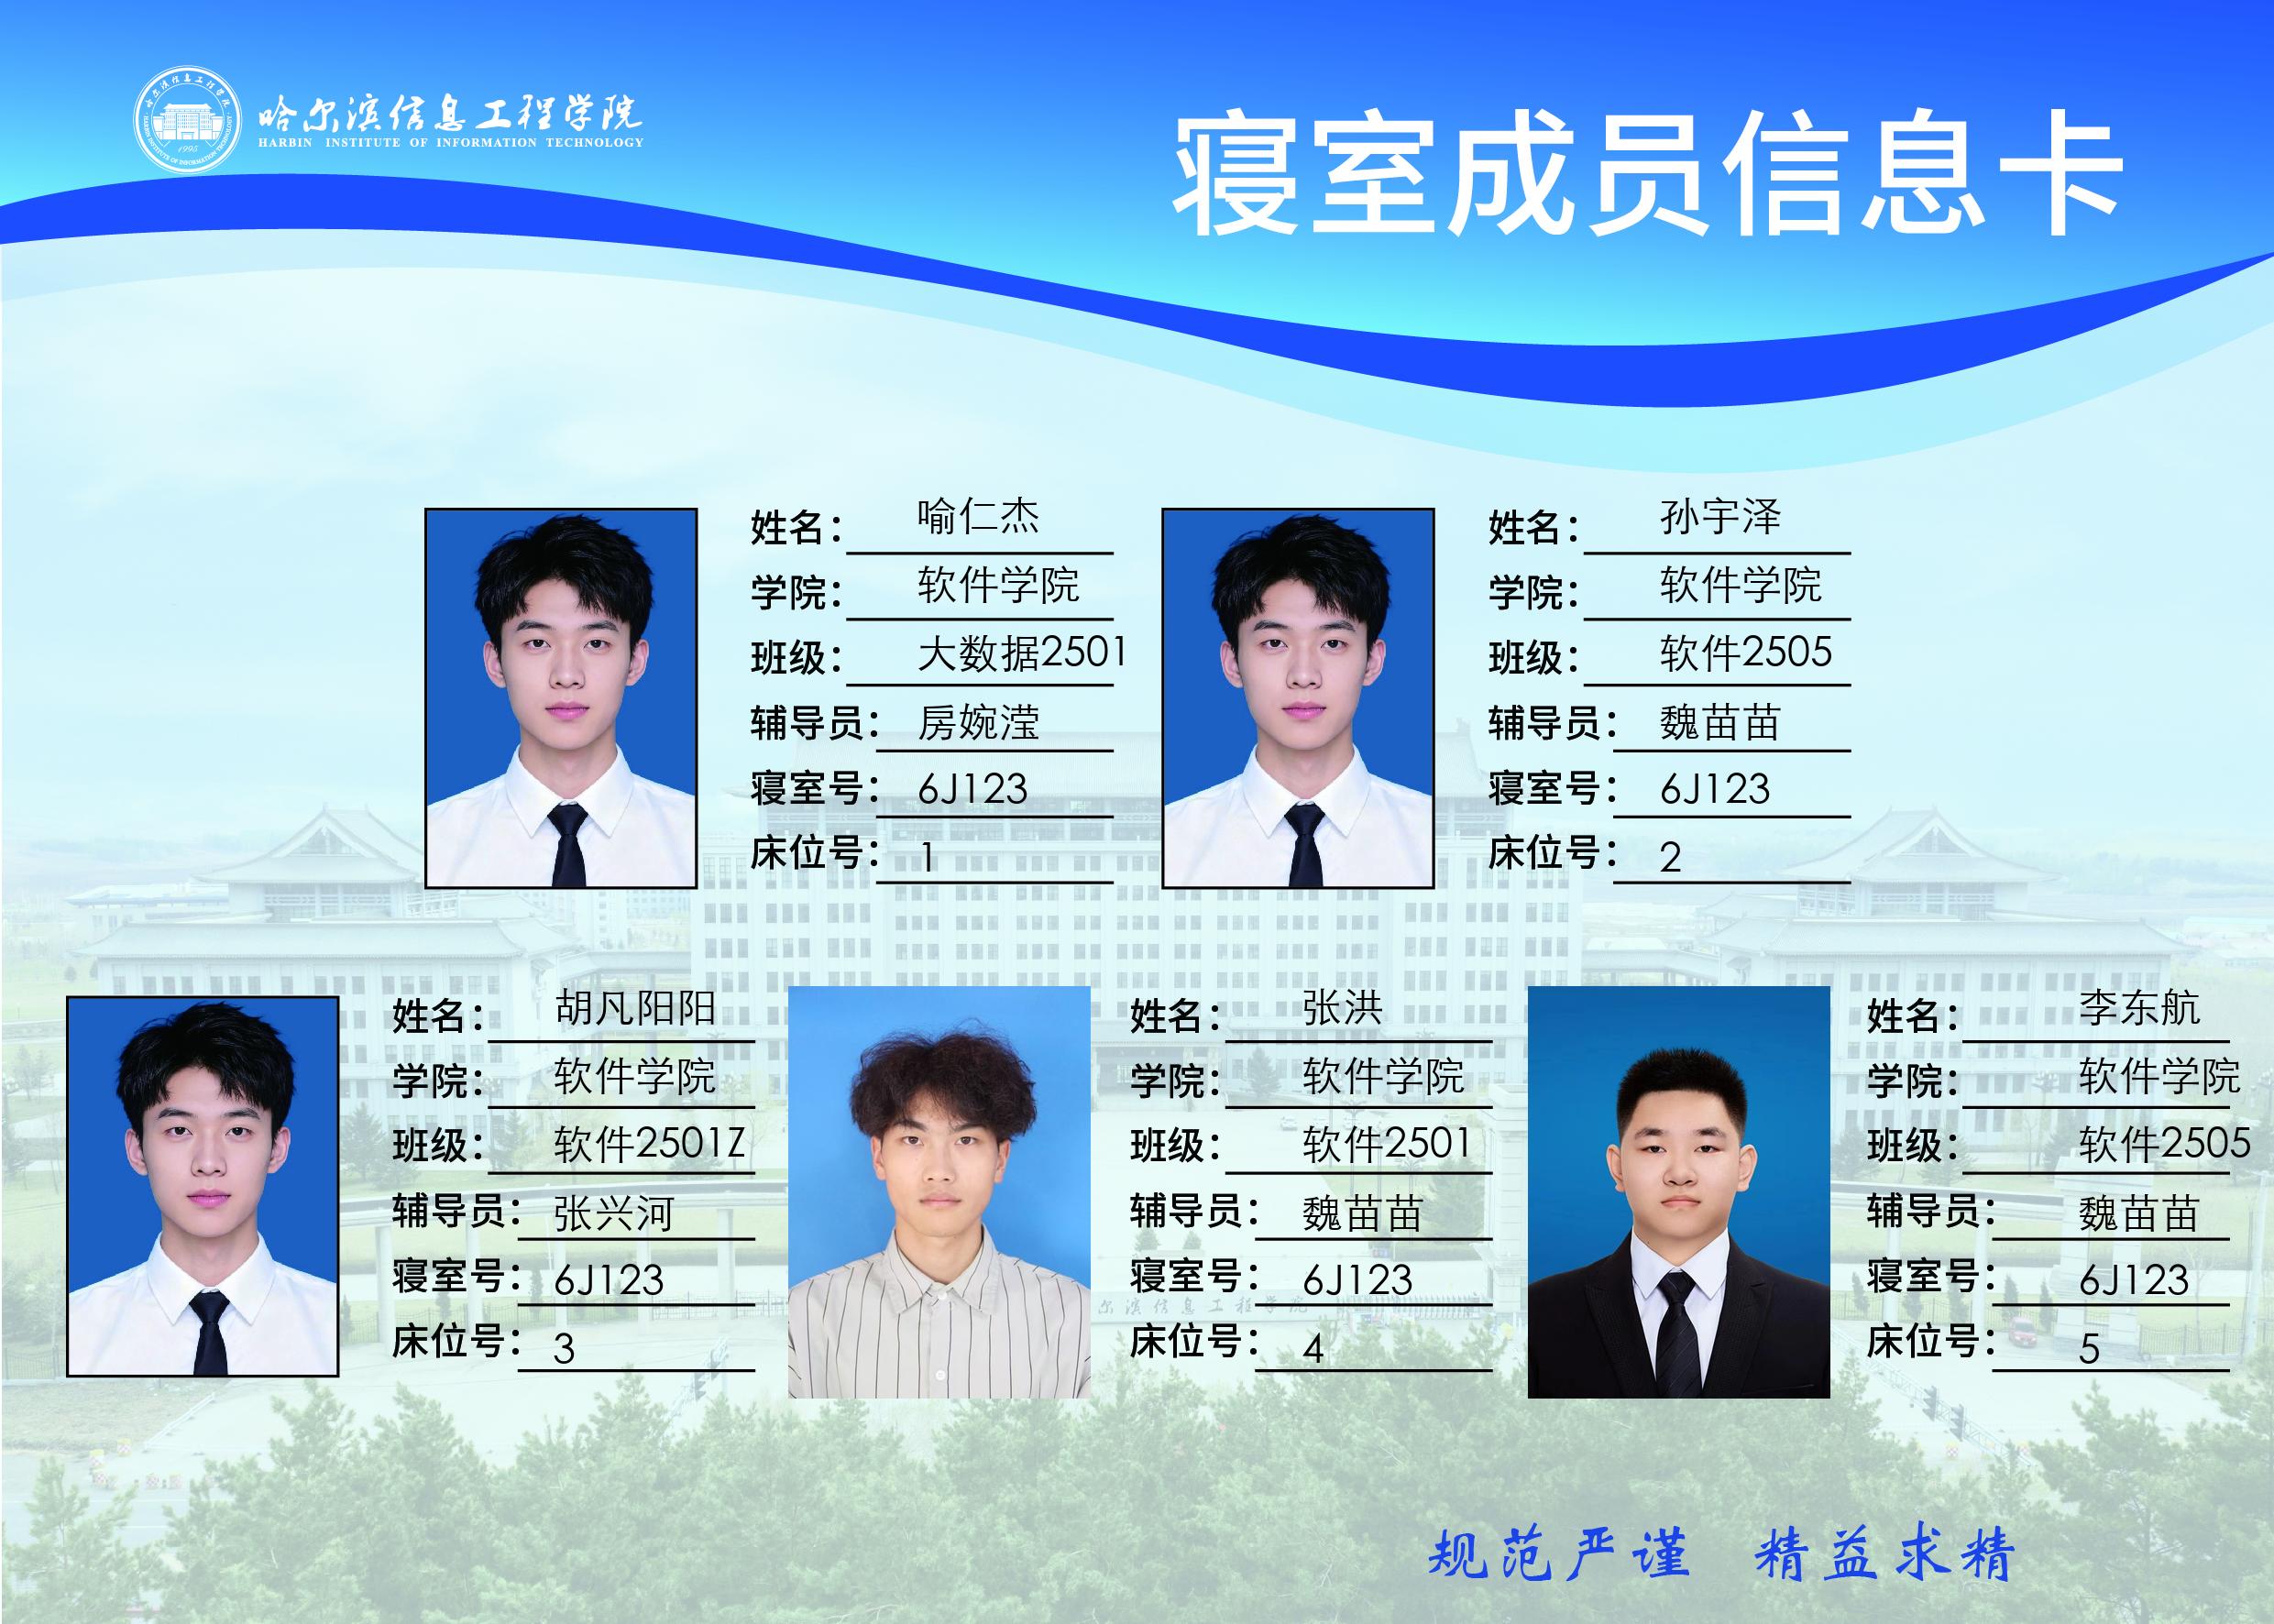 哈尔滨信息工程学院
HARBIN INSTITUTE OF INFORMATION TECHNOLOGY
1995
寝室成员信息卡
姓名：喻仁杰
学院：软件学院
班级：大数据2501
辅导员：房婉滢
寝室号：6J123
床位号：1
姓名：孙宇泽
学院：软件学院
班级：软件2505
辅导员：魏苗苗
寝室号：6J123
床位号：2
姓名：胡凡阳阳
学院：软件学院
班级：软件2501Z
辅导员：张兴河
寝室号：6J123
床位号：3
姓名：张洪
学院：软件学院
班级：软件2501
辅导员：魏苗苗
寝室号：6J123
床位号：4
姓名：李东航
学院：软件学院
班级：软件2505
辅导员：魏苗苗
寝室号：6J123
床位号：5
尔滨信息工程学院
规范严谨 精益求精